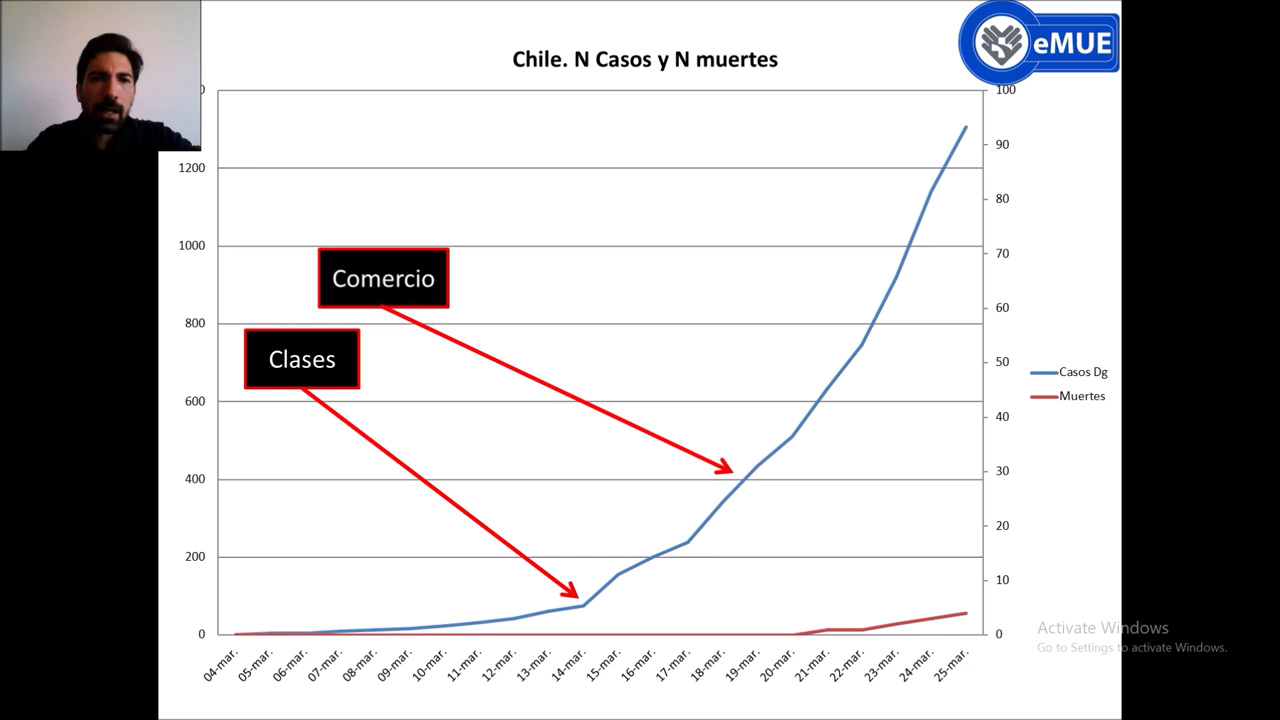 Chile. N Casos y N muertes
eMUE
100
90
1200
80
1000
70
Comercio
60
800
Clases
50
Casos Dg
600
Muertes
40
400
30
20
200
10
0
0
Activate Windows
Go to Settings to activate Windows.
04-mar.
05-mar.
06-mar.
07-mar.
08-mar.
09-mar.
10-mar.
11-mar.
12-mar.
13-mar.
14-mar.
15-mar.
16-mar.
17-mar.
18-mar.
19-mar.
20-mar.
21-mar.
22-mar.
23-mar.
24-mar.
25-mar.